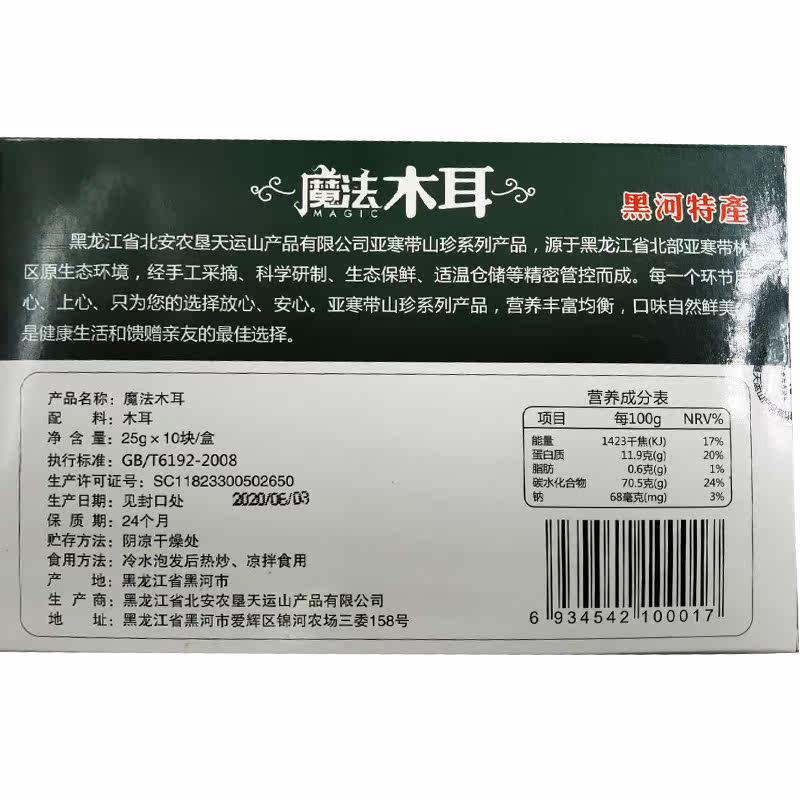 魔法木耳
MAGIC
黑河特產
黑龙江省北安农垦天运山产品有限公司亚寒带山珍系列产品，源于黑龙江省北部亚寒带林
区原生态环境，经手工采摘、科学研制、生态保鲜、适温仓储等精密管控而成。每一个环节用
心、上心、只为您的选择放心、安心。亚寒带山珍系列产品，营养丰富均衡，口味自然鲜美
是健康生活和馈赠亲友的最佳选择。
产品名称：魔法木耳
配 料：木耳
净 含 量：25g×10块/盒
执行标准：GB/T6192-2008
生产许可证号：SC11823300502650
生产日期：见封口处 2020/06/03
保 质 期：24个月
贮存方法：阴凉干燥处
食用方法：冷水泡发后热炒、凉拌食用
产 地：黑龙江省黑河市
生 产 商：黑龙江省北安农垦天运山产品有限公司
地 址：黑龙江省黑河市爱辉区锦河农场三委158号
营养成分表
项目 每100g NRV%
能量 1423千焦(KJ) 17%
蛋白质 11.9克(g) 20%
脂肪 0.6克(g) 1%
碳水化合物 70.5克(g) 24%
钠 68毫克(mg) 3%
6 934542 100017